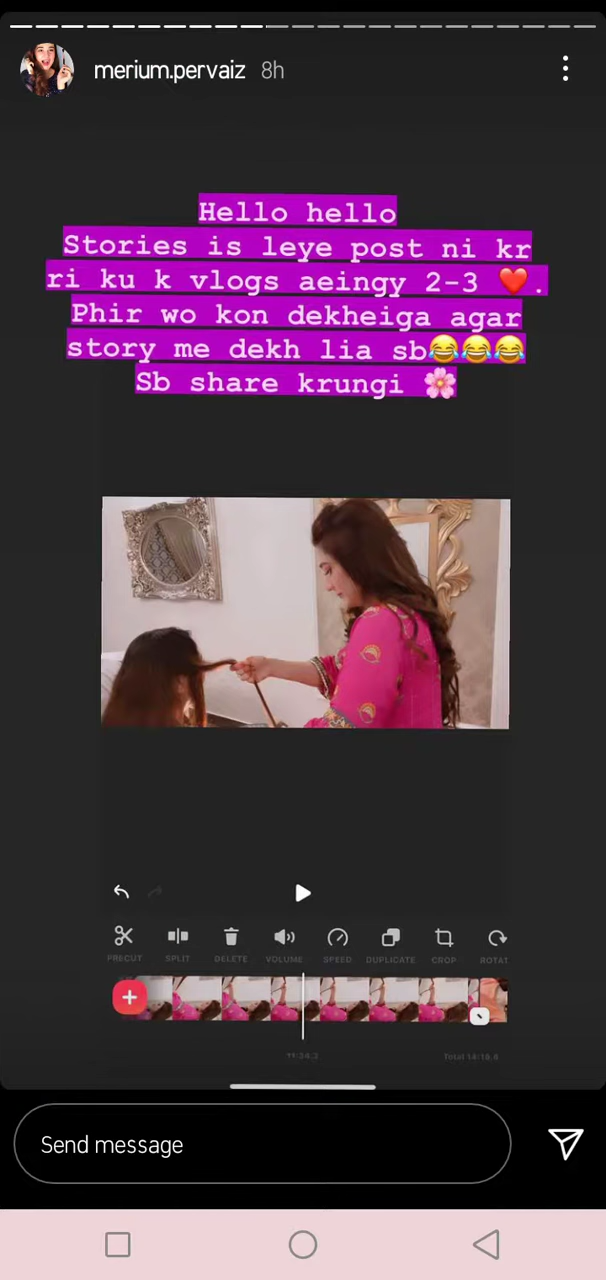 merium.pervaiz 8h
Hello hello
Stories is leye post ni kr
ri ku k vlogs aeingy 2-3 ❤️.
Phir wo kon dekheiga agar
story me dekh lia sb😂😂😂
Sb share krungi 🌸
PRECUT SPLIT DELETE VOLUME SPEED DUPLICATE CROP ROTAT
Send message